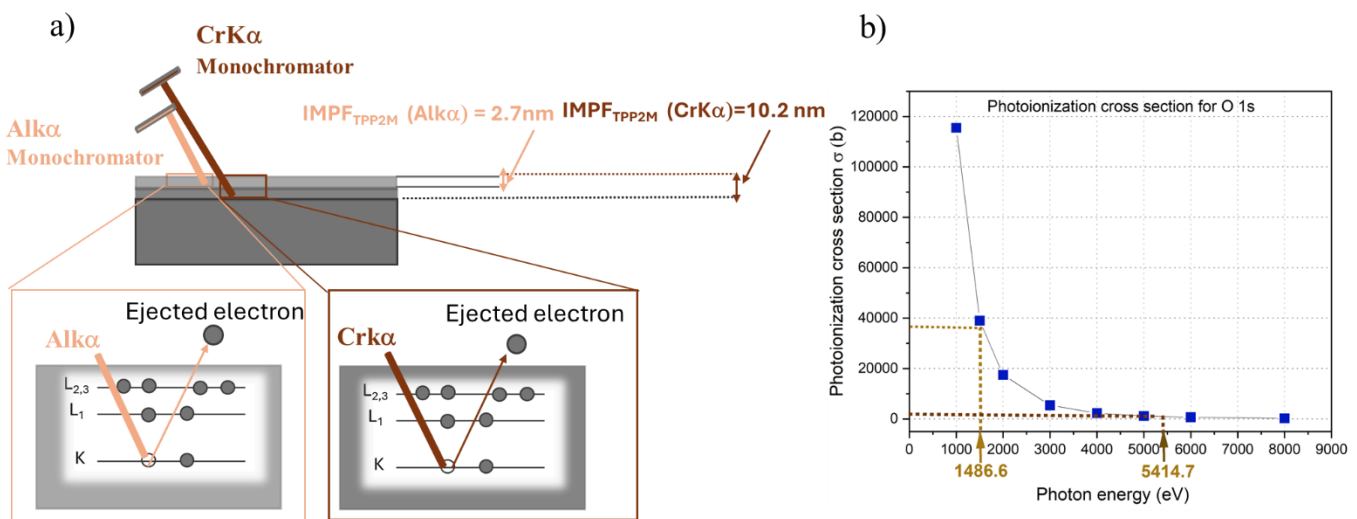 a)
CrKα
Monochromator
IMPF_TPP2M (Alkα) = 2.7nm
IMPF_TPP2M (CrKα)=10.2 nm
Alkα
Monochromator
Ejected electron
Alkα
L2,3
L1
K
Ejected electron
Crkα
L2,3
L1
K
b)
Photoionization cross section for O 1s
Photoionization cross section σ (b)
120000
100000
80000
60000
40000
20000
0
0 1000 2000 3000 4000 5000 6000 7000 8000 9000
1486.6
5414.7
Photon energy (eV)